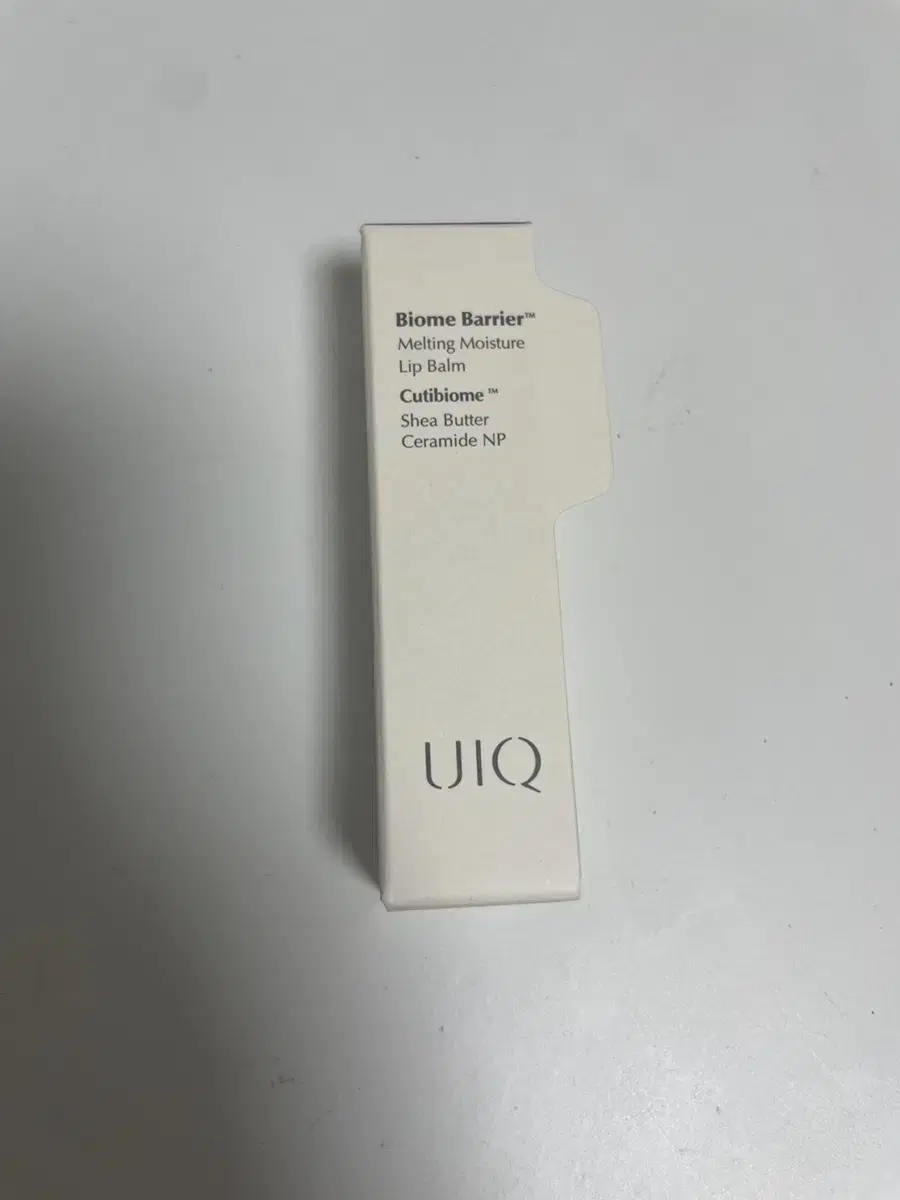 Biome Barrier™
Melting Moisture
Lip Balm
Cutibiome™
Shea Butter
Ceramide NP
UIQ